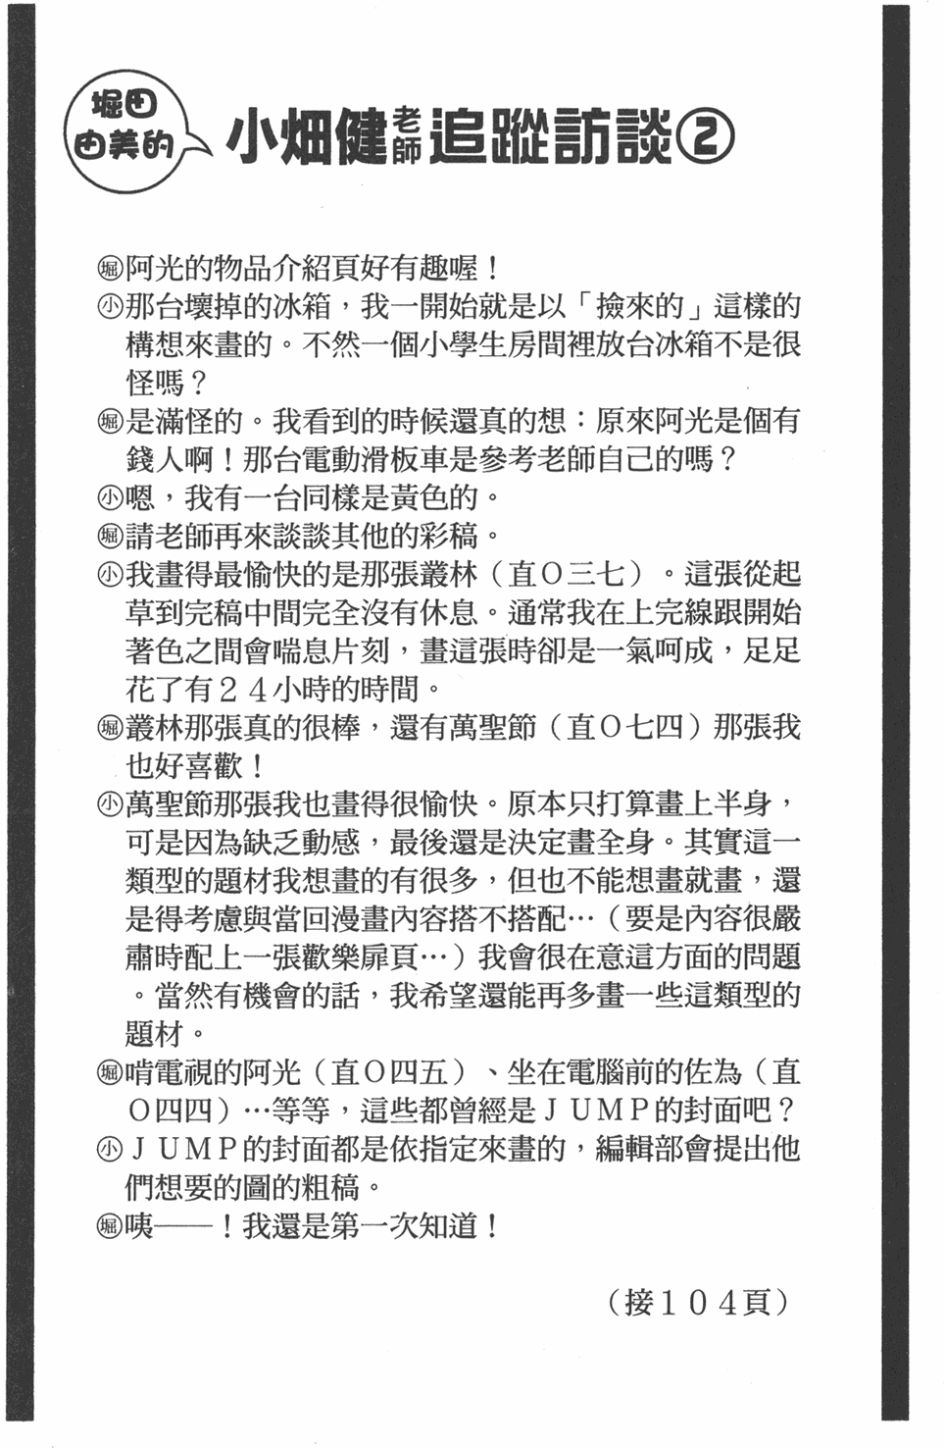 堀田
由美的
小畑健老師追蹤訪談②
㊙堀阿光的物品介紹頁好有趣喔！
小那台壞掉的冰箱，我一開始就是以「撿來的」這樣的
構想來畫的。不然一個小學生房間裡放台冰箱不是很
怪嗎？
堀是滿怪的。我看到的時候還真的想：原來阿光是個有
錢人啊！那台電動滑板車是參考老師自己的嗎？
小嗯，我有一台同樣是黃色的。
堀請老師再來談談其他的彩稿。
小我畫得最愉快的是那張叢林（直０三七）。這張從起
草到完稿中間完全沒有休息。通常我在上完線跟開始
著色之間會喘息片刻，畫這張時卻是一氣呵成，足足
花了有２４小時的時間。
堀叢林那張真的很棒，還有萬聖節（直０七四）那張我
也好喜歡！
小萬聖節那張我也畫得很愉快。原本只打算畫上半身，
可是因為缺乏動感，最後還是決定畫全身。其實這一
類型的題材我想畫的有很多，但也不能想畫就畫，還
是得考慮與當回漫畫內容搭不搭配…（要是內容很嚴
肅時配上一張歡樂扉頁…）我會很在意這方面的問題
。當然有機會的話，我希望還能再多畫一些這類型的
題材。
堀啃電視的阿光（直０四五）、坐在電腦前的佐為（直
０四四）…等等，這些都曾經是ＪＵＭＰ的封面吧？
小ＪＵＭＰ的封面都是依指定來畫的，編輯部會提出他
們想要的圖的粗稿。
堀咦——！我還是第一次知道！
（接１０４頁）